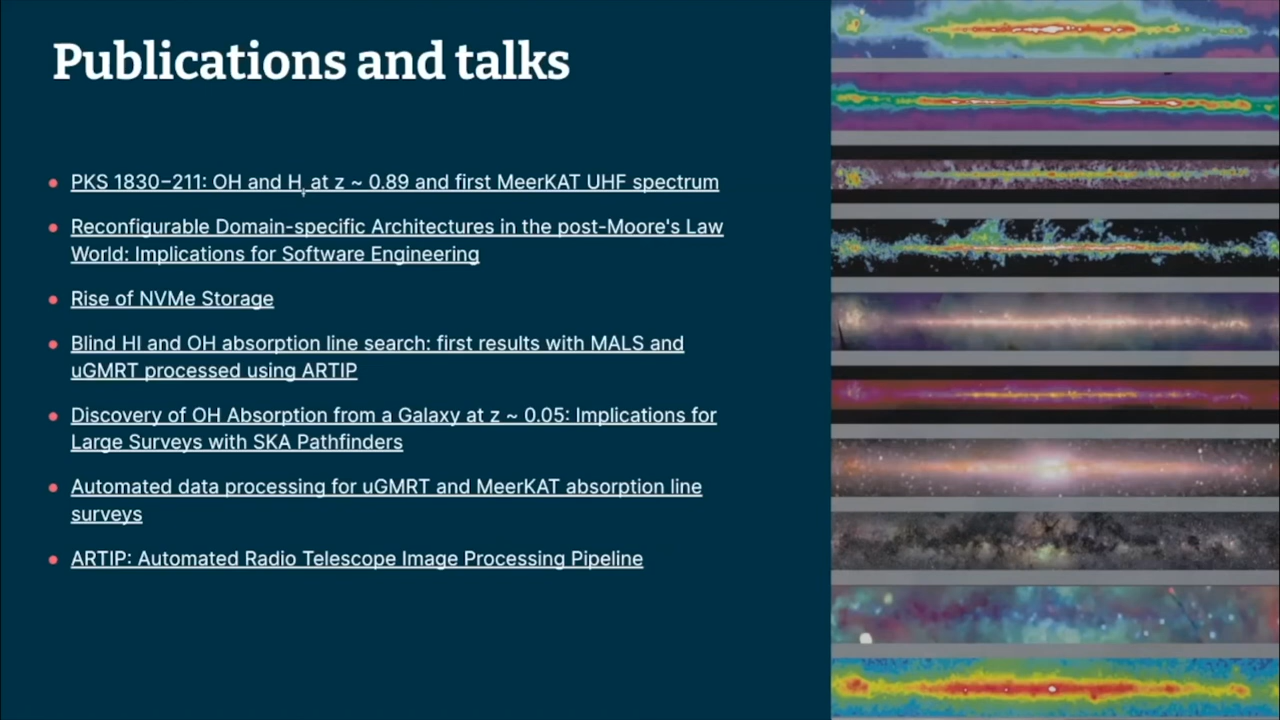 Publications and talks
PKS 1830−211: OH and H, at z ~ 0.89 and first MeerKAT UHF spectrum
Reconfigurable Domain-specific Architectures in the post-Moore's Law
World: Implications for Software Engineering
Rise of NVMe Storage
Blind HI and OH absorption line search: first results with MALS and
uGMRT processed using ARTIP
Discovery of OH Absorption from a Galaxy at z ~ 0.05: Implications for
Large Surveys with SKA Pathfinders
Automated data processing for uGMRT and MeerKAT absorption line
surveys
ARTIP: Automated Radio Telescope Image Processing Pipeline